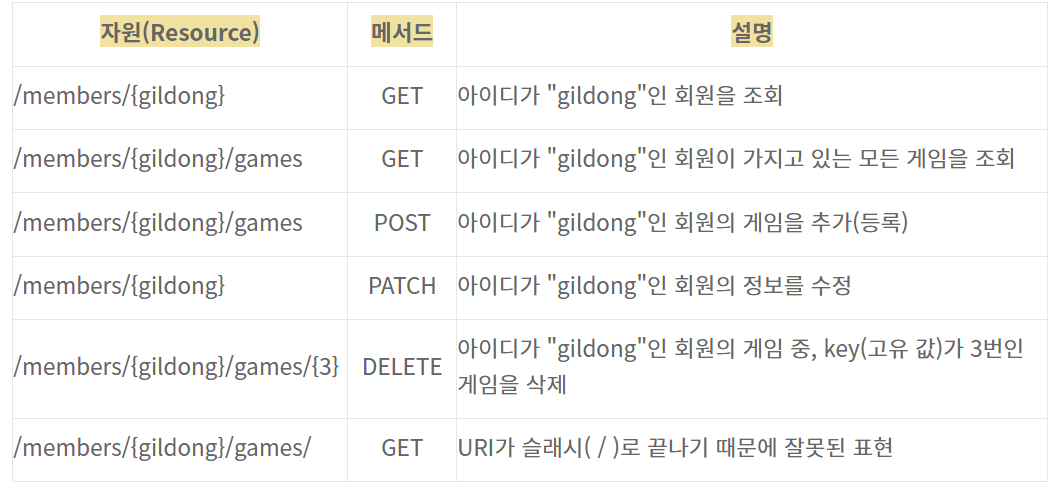 자원(Resource) 메서드 설명
/members/{gildong} GET 아이디가 "gildong"인 회원을 조회
/members/{gildong}/games GET 아이디가 "gildong"인 회원이 가지고 있는 모든 게임을 조회
/members/{gildong}/games POST 아이디가 "gildong"인 회원의 게임을 추가(등록)
/members/{gildong} PATCH 아이디가 "gildong"인 회원의 정보를 수정
/members/{gildong}/games/{3} DELETE 아이디가 "gildong"인 회원의 게임 중, key(고유 값)가 3번인
게임을 삭제
/members/{gildong}/games/ GET URI가 슬래시( / )로 끝나기 때문에 잘못된 표현